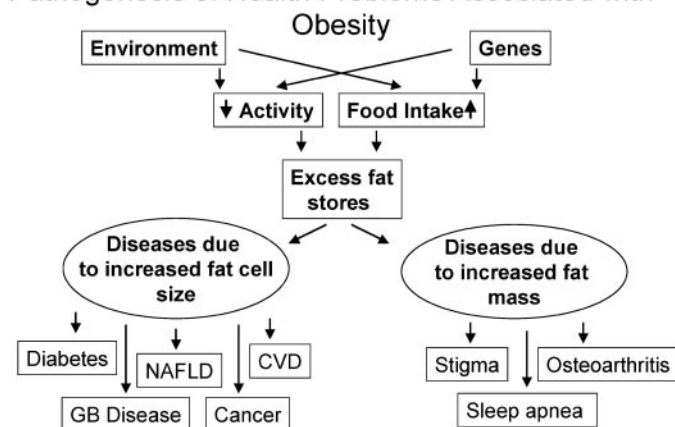 Obesity
Environment
Genes
Activity
Food Intake
Excess fat
stores
Diseases due
to increased fat cell
size
Diseases due
to increased fat
mass
Diabetes
NAFLD
CVD
Stigma
Osteoarthritis
GB Disease
Cancer
Sleep apnea